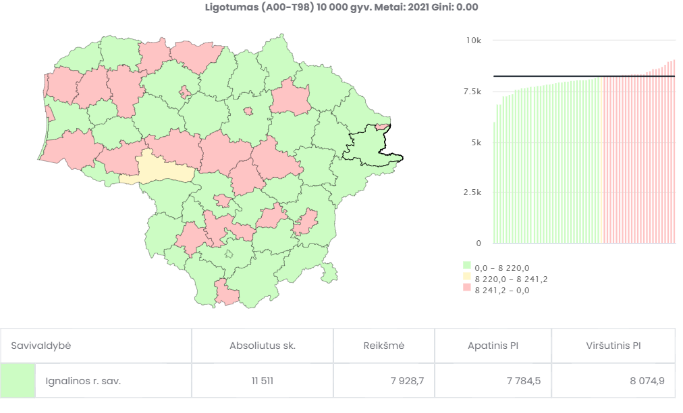 Ligotumas (A00-T98) 10 000 gyv. Metai: 2021 Gini: 0.00
10k
7.5k
5k
2.5k
0
0,0 - 8 220,0
8 220,0 - 8 241,2
8 241,2 - 0,0
Savivaldybė Absoliutus sk. Reikšmė Apatinis PI Viršutinis PI
Ignalinos r. sav. 11 511 7 928,7 7 784,5 8 074,9